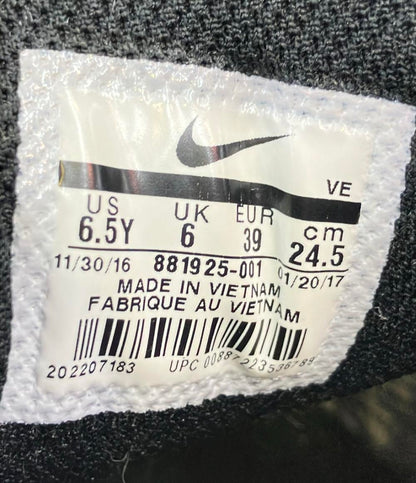 VE
US UK EUR cm
6.5Y 6 39 24.5
11/30/16 881925-001 01/20/17
MADE IN VIETNAM
FABRIQUE AU VIETNAM
202207183 UPC